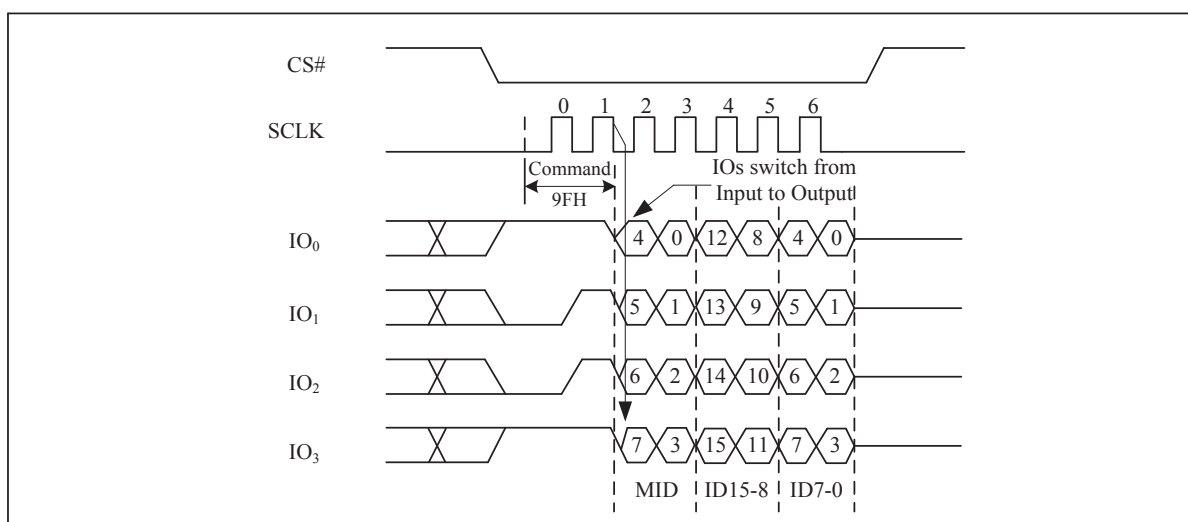 CS#
0 1 2 3 4 5 6
SCLK
Command
9FH
IOs switch from
Input to Output
IO0 4 0 12 8 4 0
IO1 5 1 13 9 5 1
IO2 6 2 14 10 6 2
IO3 7 3 15 11 7 3
MID ID15-8 ID7-0